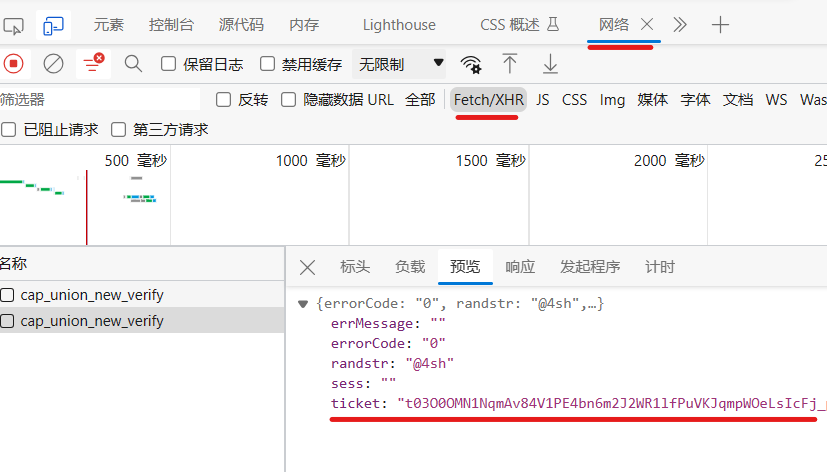 元素 控制台 源代码 内存 Lighthouse CSS 概述 网络
保留日志 禁用缓存 无限制
筛选器 反转 隐藏数据 URL 全部 Fetch/XHR JS CSS Img 媒体 字体 文档 WS Was
已阻止请求 第三方请求
500 毫秒 1000 毫秒 1500 毫秒 2000 毫秒 25
名称 标头 负载 预览 响应 发起程序 计时
{errorCode: "0", randstr: "@4sh",…}
cap_union_new_verify
errMessage: ""
cap_union_new_verify
errorCode: "0"
randstr: "@4sh"
sess: ""
ticket: "t03O0OMN1NqmAv84V1PE4bn6m2J2WR1lfPuVKJqmpWOeLsIcFj_